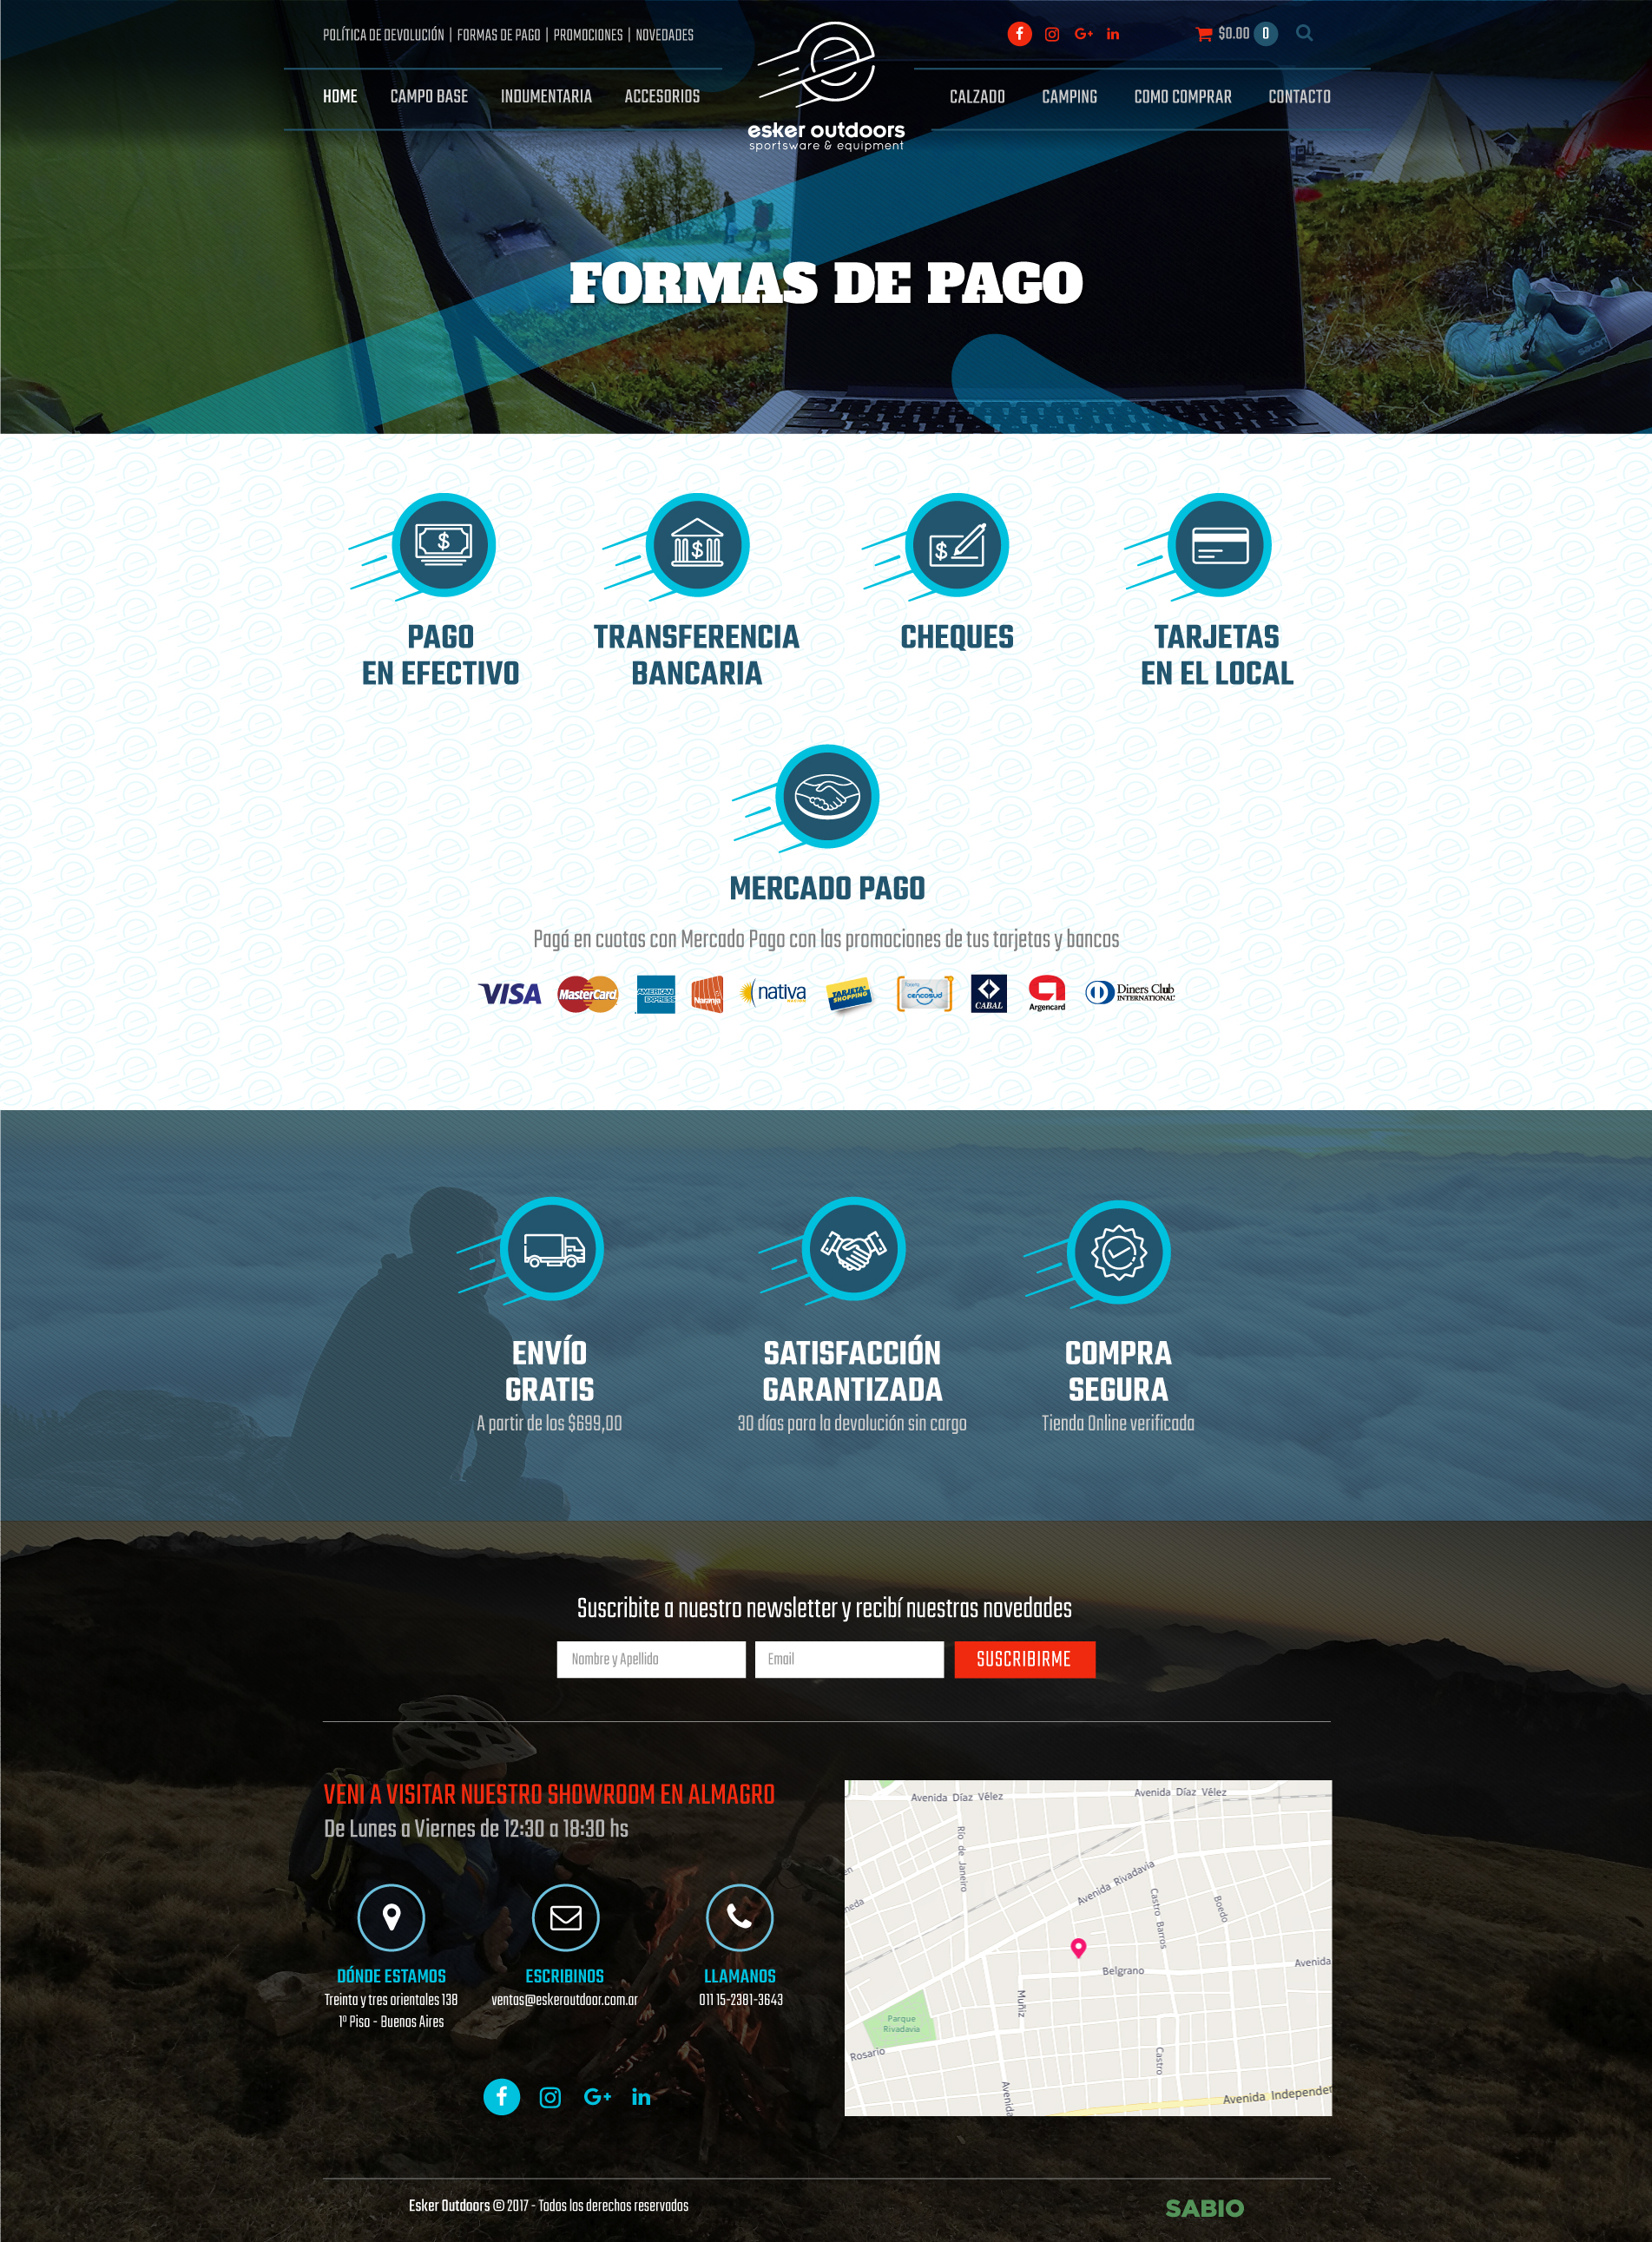 POLÍTICA DE DEVOLUCIÓN | FORMAS DE PAGO | PROMOCIONES | NOVEDADES
$0.00 0
HOME CAMPO BASE INDUMENTARIA ACCESORIOS
CALZADO CAMPING COMO COMPRAR CONTACTO
esker outdoors
sportsware & equipment
FORMAS DE PAGO
PAGO
EN EFECTIVO
TRANSFERENCIA
BANCARIA
CHEQUES
TARJETAS
EN EL LOCAL
MERCADO PAGO
Pagá en cuotas con Mercado Pago con las promociones de tus tarjetas y bancos
VISA
MasterCard
AMERICAN
EXPRESS
Naranja
nativa
TARJETA
SHOPPING
cencosud
CABAL
Argencard
Diners Club
INTERNATIONAL
ENVÍO
GRATIS
A partir de los $699,00
SATISFACCIÓN
GARANTIZADA
30 días para la devolución sin cargo
COMPRA
SEGURA
Tienda Online verificada
Suscribite a nuestro newsletter y recibí nuestras novedades
Nombre y Apellido
Email
SUSCRIBIRME
VENI A VISITAR NUESTRO SHOWROOM EN ALMAGRO
De Lunes a Viernes de 12:30 a 18:30 hs
DÓNDE ESTAMOS
Treinta y tres orientales 138
1º Piso - Buenos Aires
ESCRIBINOS
ventas@eskeroutdoor.com.ar
LLAMANOS
011 15-2381-3643
Avenida Díaz Vélez
Avenida Díaz Vélez
Río de Janeiro
Avenida Rivadavia
Castro Barros
Boedo
Avenida
Belgrano
Muñiz
Parque
Rivadavia
Rosario
Castro
Avenida
Avenida Independen
Esker Outdoors © 2017 - Todos los derechos reservados
SABIO